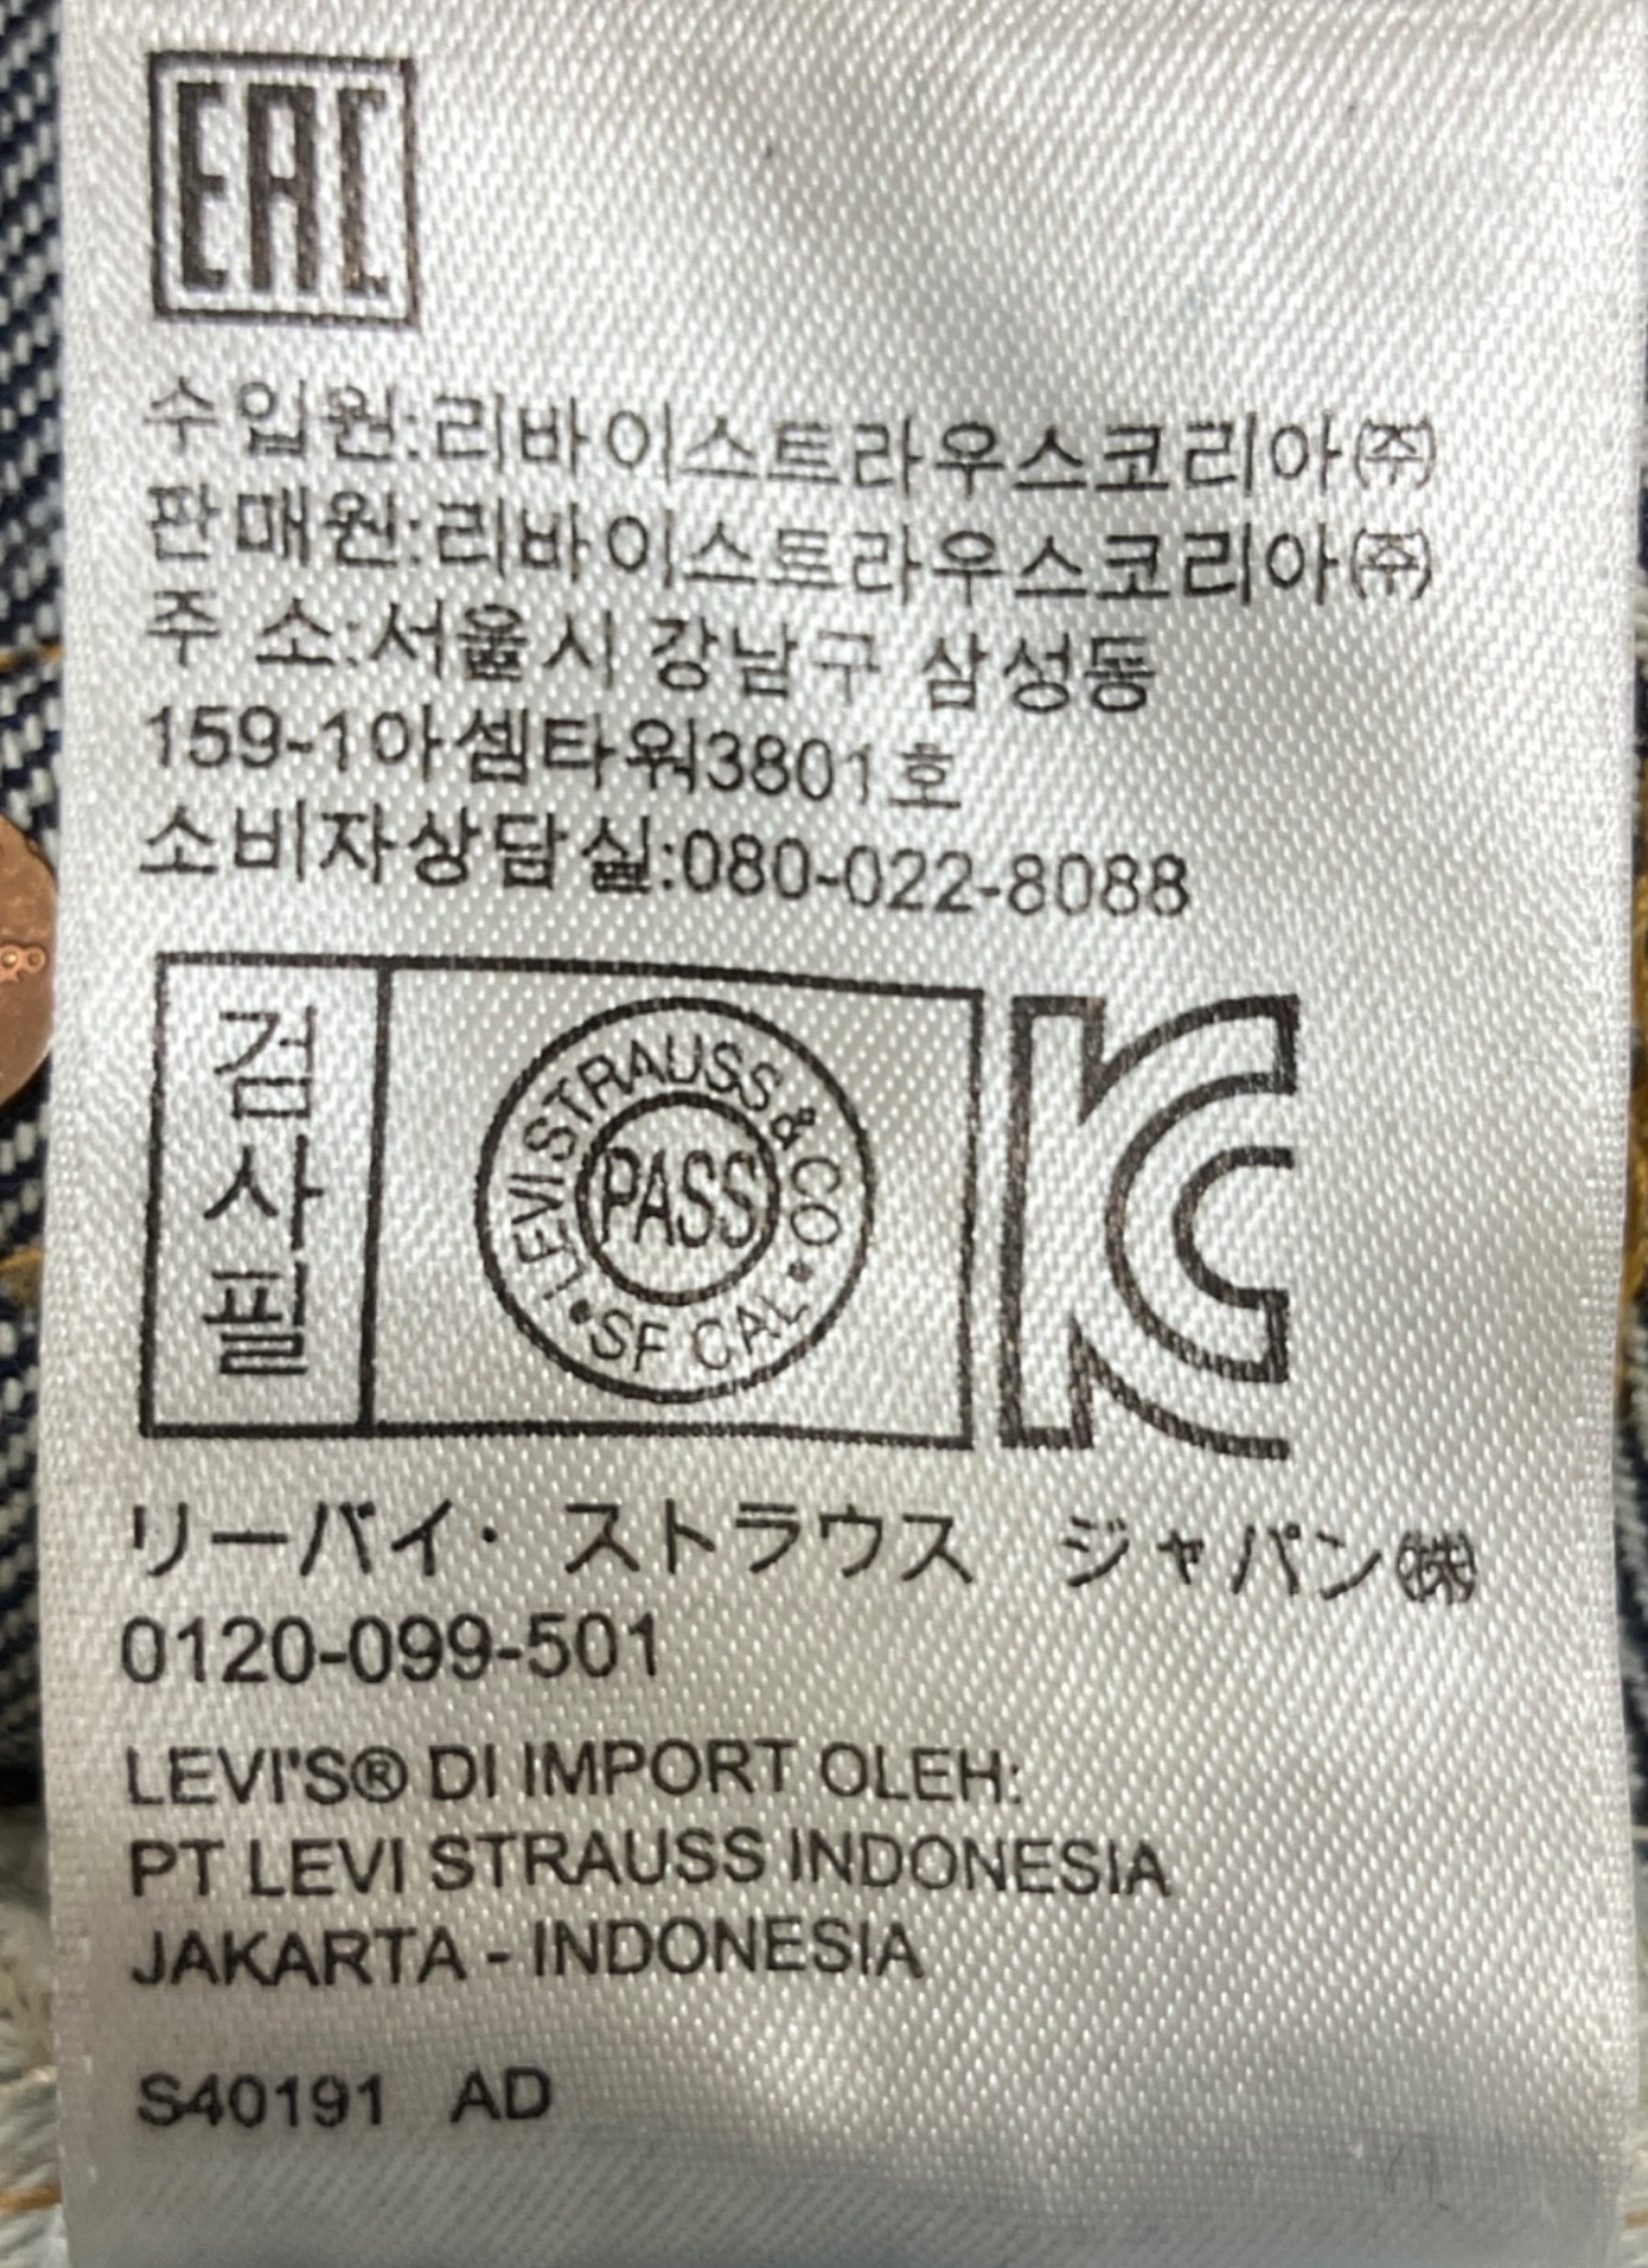 EAC
수입원:리바이스트라우스코리아㈜
판매원:리바이스트라우스코리아㈜
주 소:서울시 강남구 삼성동
159-1아셈타워3801호
소비자상담실:080-022-8088
검사필
LEVI STRAUSS & CO • SF CAL •
PASS
KC
リーバイ・ストラウス ジャパン㈱
0120-099-501
LEVI'S® DI IMPORT OLEH:
PT LEVI STRAUSS INDONESIA
JAKARTA - INDONESIA
S40191 AD